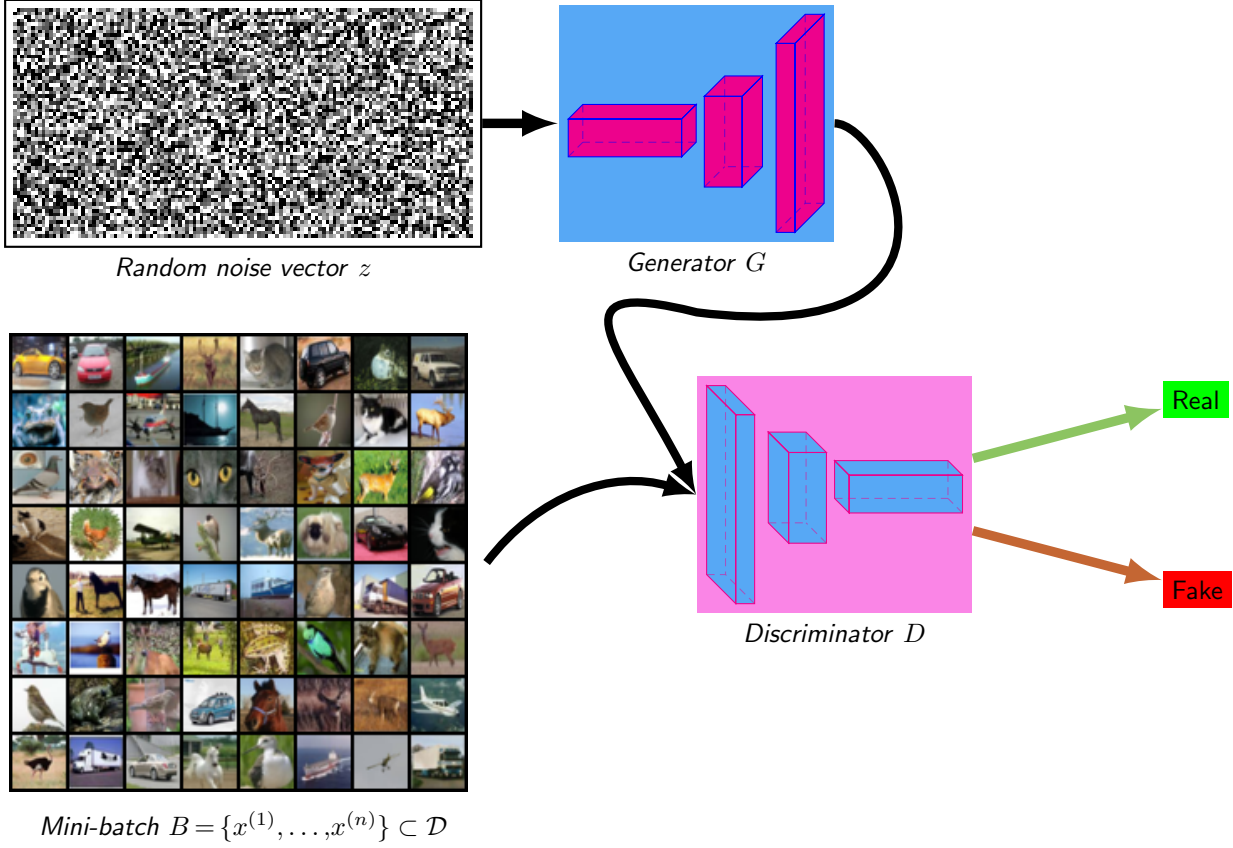 Random noise vector z
Generator G
Real
Fake
Discriminator D
Mini-batch B = {x^{(1)}, . . . ,x^{(n)}} ⊂ 𝒟